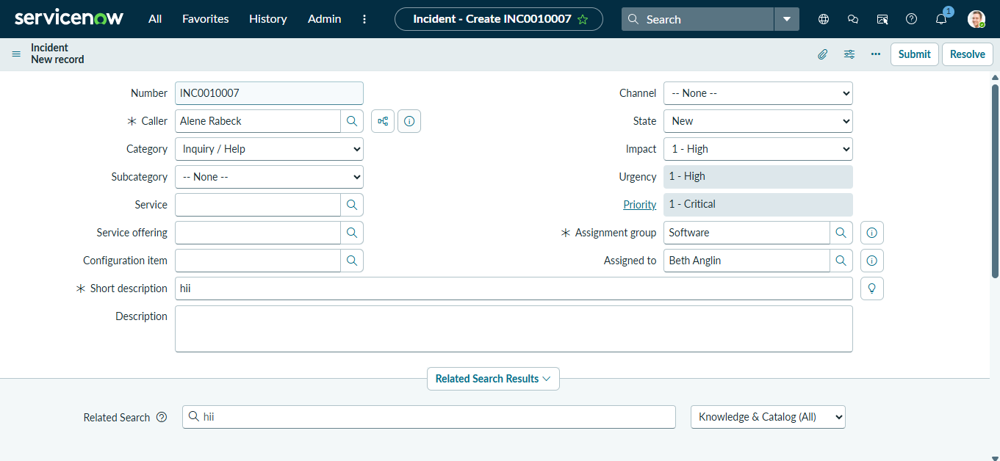 servicenow All Favorites History Admin Incident - Create INC0010007 Search 1
Incident
New record
Submit Resolve
Number INC0010007
Channel -- None --
Caller Alene Rabeck
State New
Category Inquiry / Help
Impact 1 - High
Subcategory -- None --
Urgency 1 - High
Service
Priority 1 - Critical
Service offering
Assignment group Software
Configuration item
Assigned to Beth Anglin
Short description hii
Description
Related Search Results
Related Search hii Knowledge & Catalog (All)